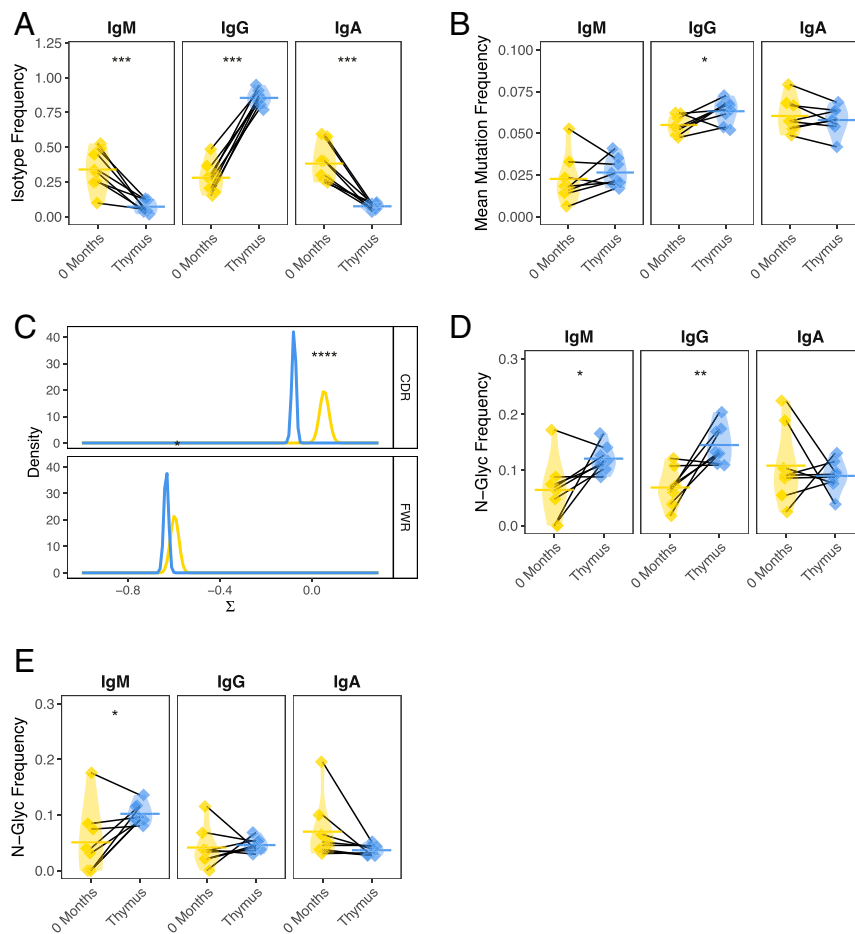 A
IgM IgG IgA
Isotype Frequency
1.25
1.00
0.75
0.50
0.25
0.00
*** *** ***
0 Months Thymus 0 Months Thymus 0 Months Thymus
B
IgM IgG IgA
Mean Mutation Frequency
0.100
0.075
0.050
0.025
0.000
*
0 Months Thymus 0 Months Thymus 0 Months Thymus
C
Density
40
30
20
10
0
****
CDR
*
40
30
20
10
0
FWR
−0.8 −0.4 0.0
Σ
D
IgM IgG IgA
N−Glyc Frequency
0.3
0.2
0.1
0.0
* **
0 Months Thymus 0 Months Thymus 0 Months Thymus
E
IgM IgG IgA
N−Glyc Frequency
0.3
0.2
0.1
0.0
*
0 Months Thymus 0 Months Thymus 0 Months Thymus